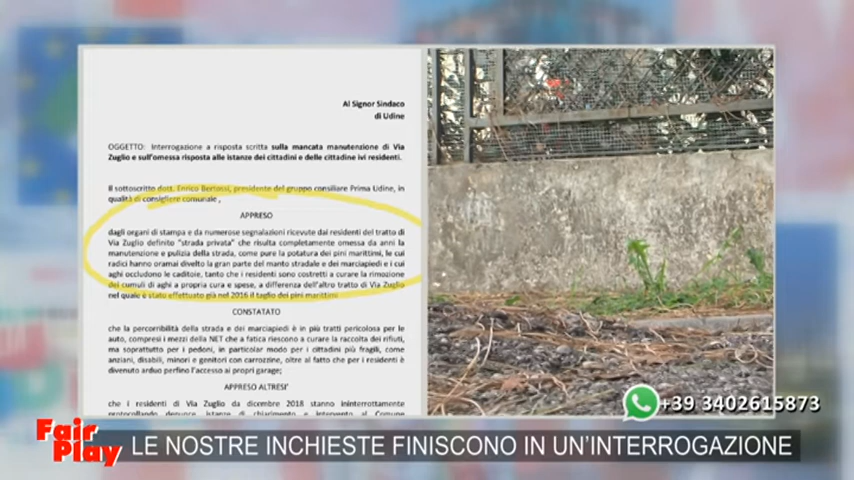 Al Signor Sindaco
di Udine
OGGETTO: Interrogazione a risposta scritta sulla mancata manutenzione di Via
Zuglio e sull'omessa risposta alle istanze dei cittadini e delle cittadine ivi residenti.
Il sottoscritto dott. Enrico Bertossi, presidente del gruppo consiliare Prima Udine, in
qualità di consigliere comunale ,
APPRESO
dagli organi di stampa e da numerose segnalazioni ricevute dai residenti del tratto di
Via Zuglio definito "strada privata" che risulta completamente omessa da anni la
manutenzione e pulizia della strada, come pure la potatura dei pini marittimi, le cui
radici hanno oramai divelto la gran parte del manto stradale e dei marciapiedi e i cui
aghi occludono le caditoie, tanto che i residenti sono costretti a curare la rimozione
dei cumuli di aghi a propria cura e spese, a differenza dell'altro tratto di Via Zuglio
nel quale è stato effettuato già nel 2016 il taglio dei pini marittimi
CONSTATATO
che la percorribilità della strada e dei marciapiedi è in più tratti pericolosa per le
auto, compresi i mezzi della NET che a fatica riescono a curare la raccolta dei rifiuti,
ma soprattutto per i pedoni, in particolar modo per i cittadini più fragili, come
anziani, disabili, minori e genitori con carrozzine, oltre al fatto che per i residenti è
divenuto arduo perfino l'accesso ai propri garage;
APPRESO ALTRESI'
che i residenti di Via Zuglio da dicembre 2018 stanno ininterrottamente
protocollando denunce, istanze di chiarimento e intervento al Comune
+39 3402615873
Fair
Play
LE NOSTRE INCHIESTE FINISCONO IN UN'INTERROGAZIONE